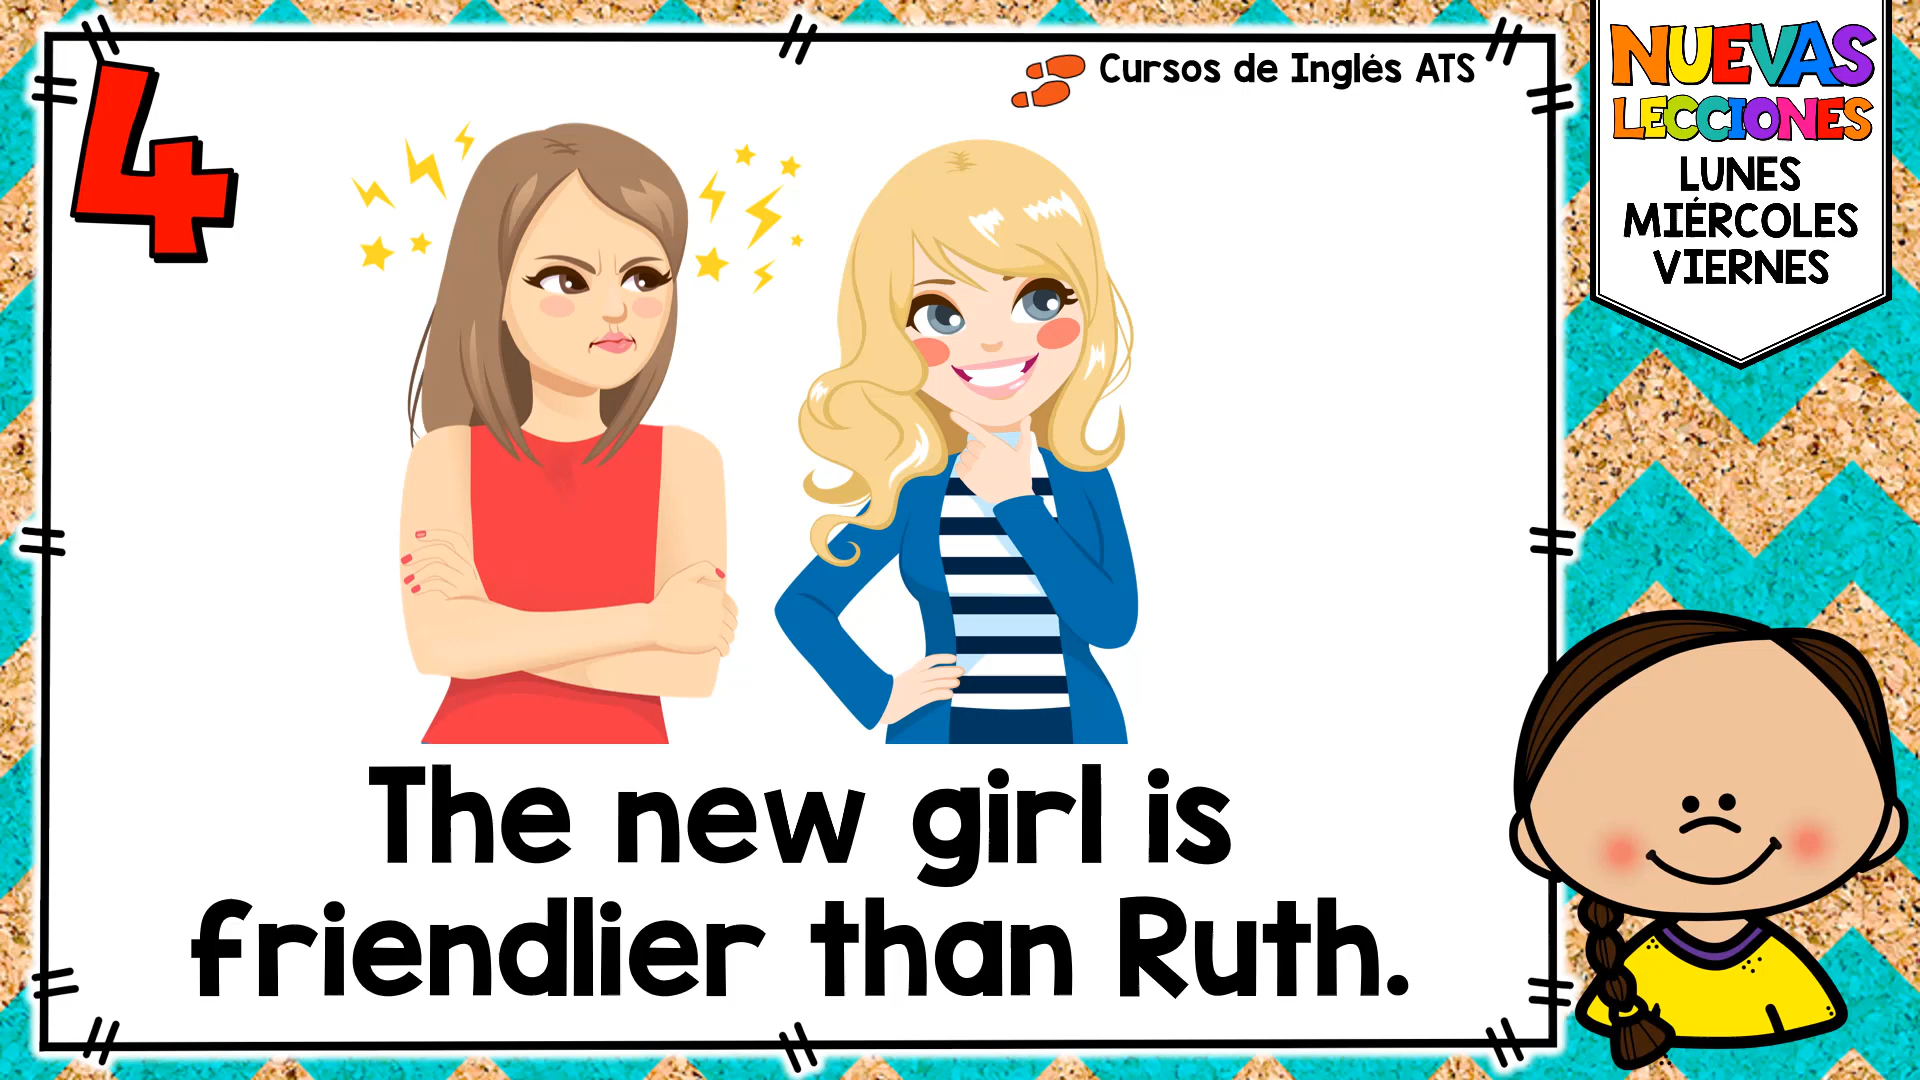 4
Cursos de Inglés ATS
NUEVAS
LECCIONES
LUNES
MIÉRCOLES
VIERNES
The new girl is
friendlier than Ruth.